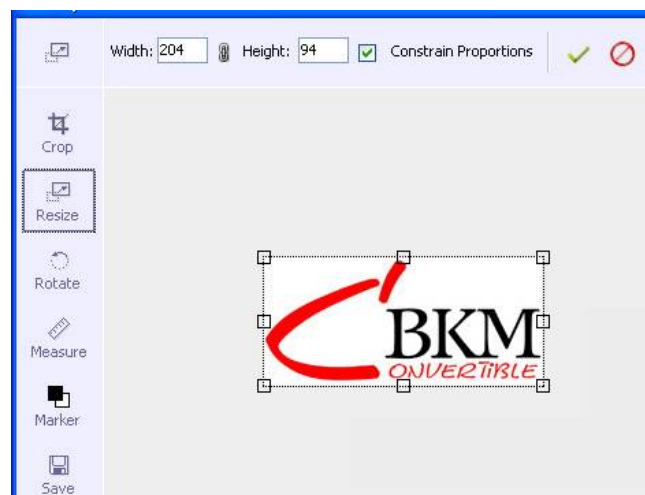 Width: 204 Height: 94 Constrain Proportions
Crop
Resize
Rotate
Measure
Marker
Save
BKM
ONVERTiBLE